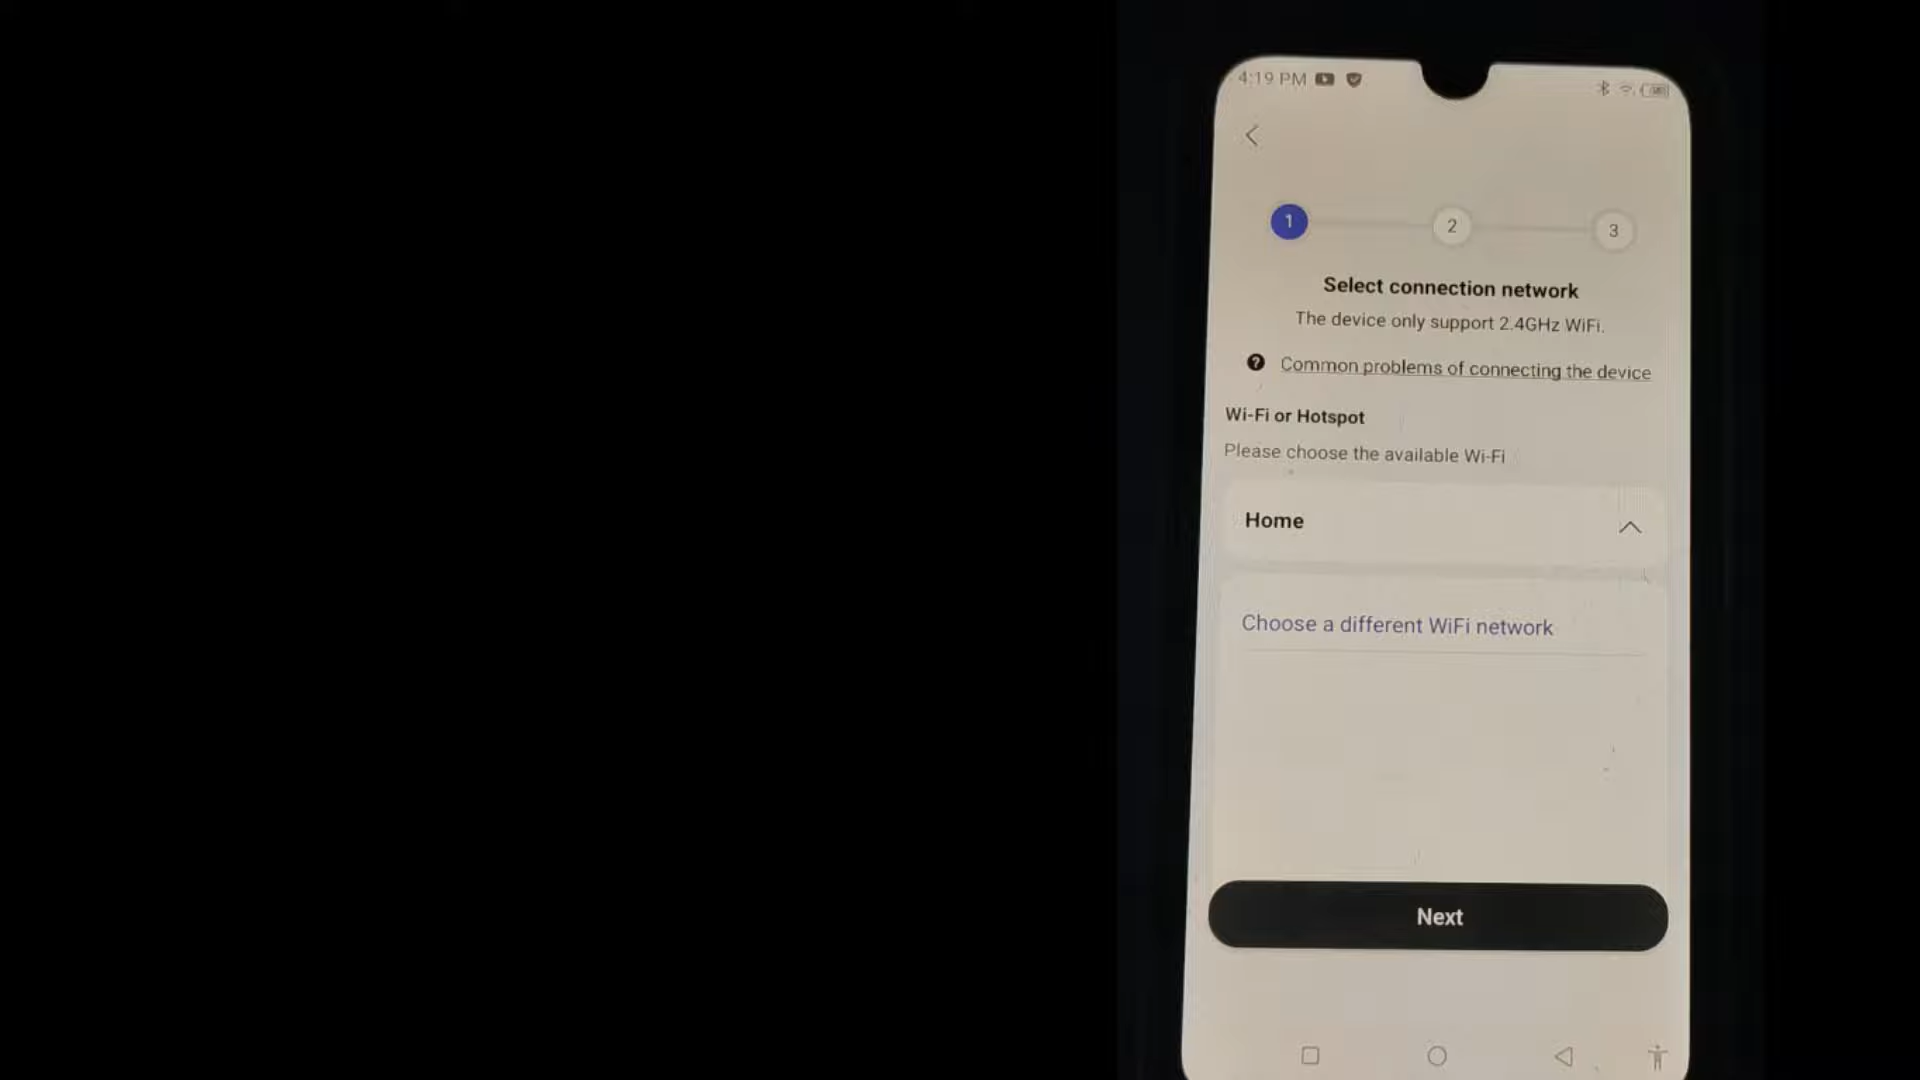 4:19 PM
1
2
3
Select connection network
The device only support 2.4GHz WiFi.
Common problems of connecting the device
Wi-Fi or Hotspot
Please choose the available Wi-Fi
Home
Choose a different WiFi network
Next